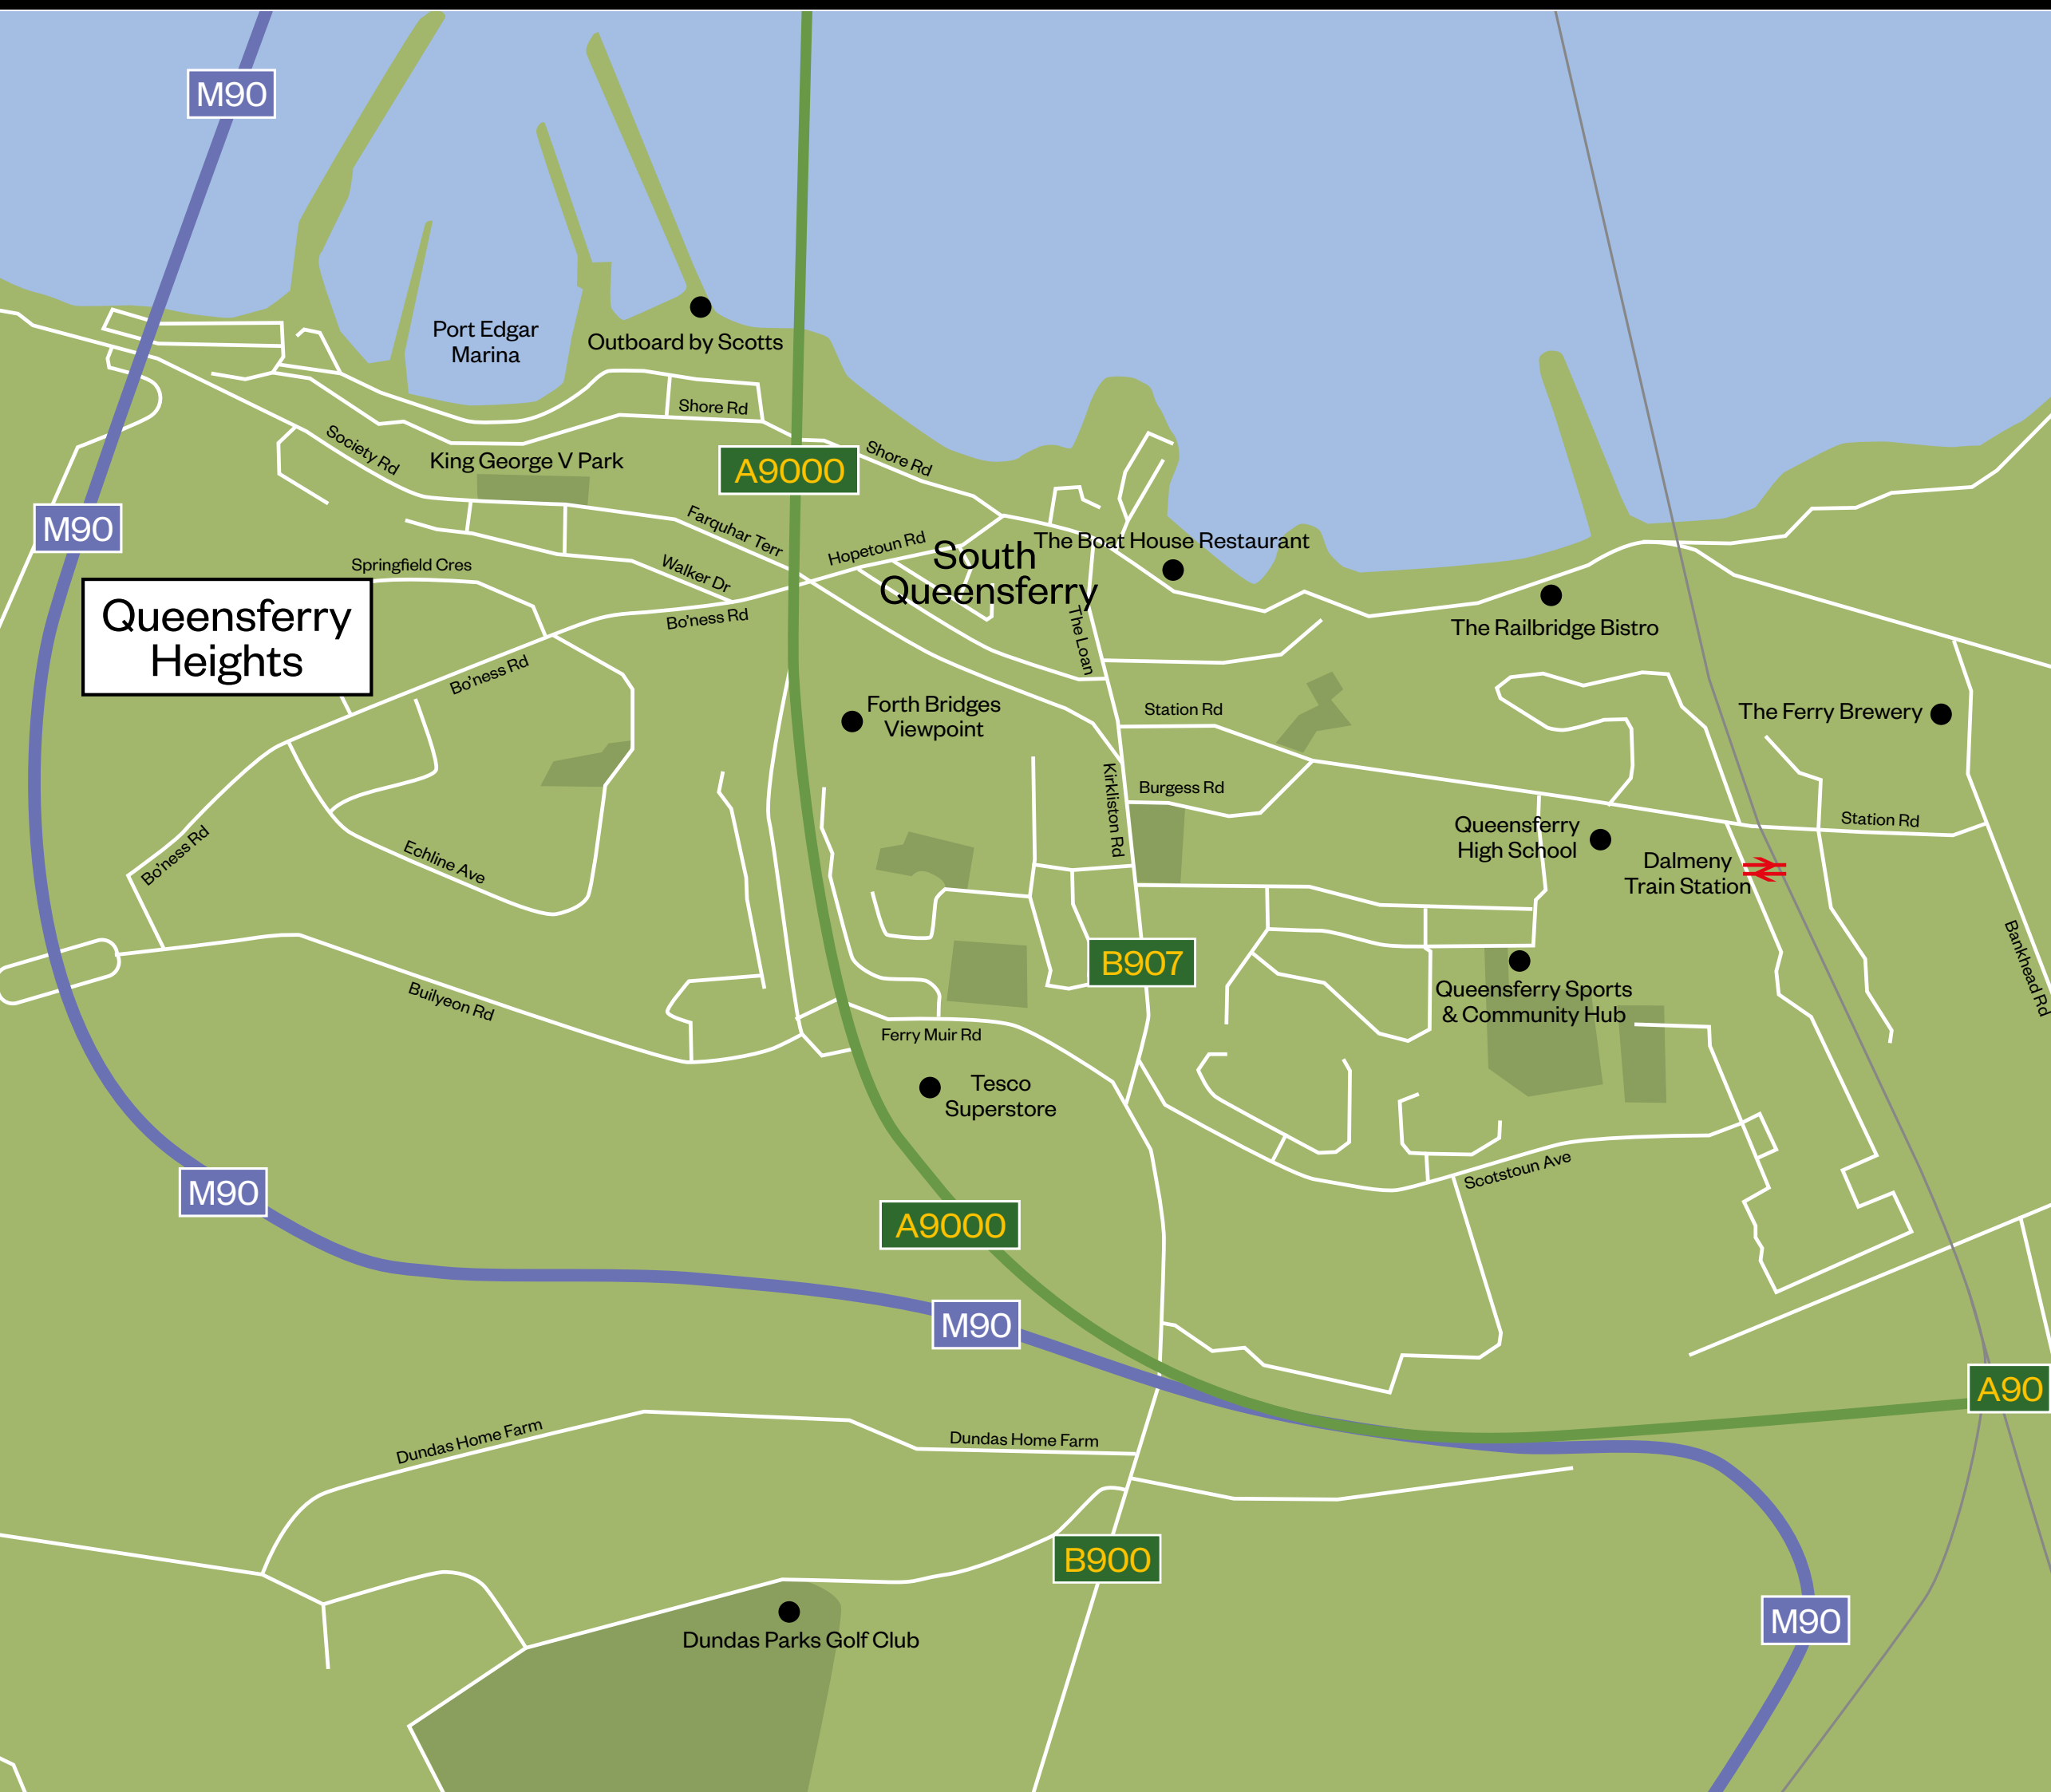 M90
Port Edgar
Marina
Outboard by Scotts
Shore Rd
Society Rd
King George V Park
A9000
Shore Rd
M90
Farquhar Terr
Hopetoun Rd
South
Queensferry
The Boat House Restaurant
Springfield Cres
Walker Dr
Bo'ness Rd
Queensferry
Heights
The Loan
The Railbridge Bistro
Bo'ness Rd
Forth Bridges
Viewpoint
Station Rd
The Ferry Brewery
Kirkliston Rd
Burgess Rd
Station Rd
Queensferry
High School
Dalmeny
Train Station
Bo'ness Rd
Echline Ave
B907
Bankhead Rd
Queensferry Sports
& Community Hub
Builyeon Rd
Ferry Muir Rd
Tesco
Superstore
Scotstoun Ave
M90
A9000
M90
A90
Dundas Home Farm
Dundas Home Farm
B900
M90
Dundas Parks Golf Club